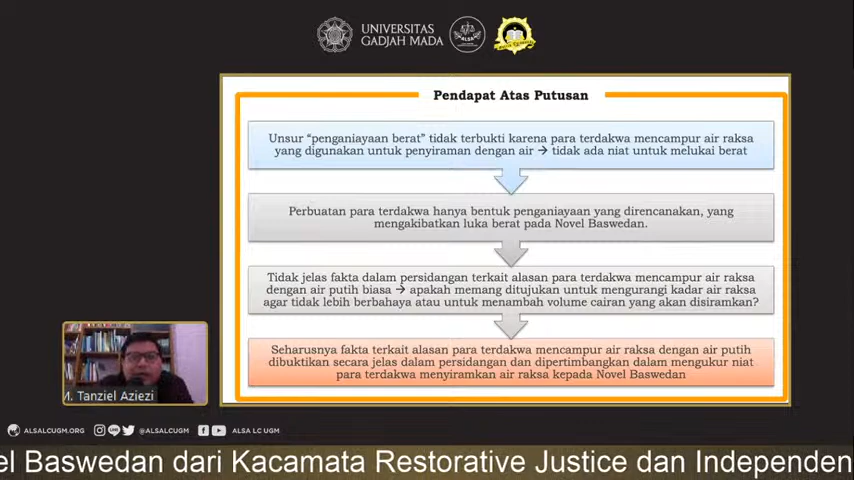 UNIVERSITAS
GADJAH MADA
ALSA
Pendapat Atas Putusan
Unsur “penganiayaan berat” tidak terbukti karena para terdakwa mencampur air raksa
yang digunakan untuk penyiraman dengan air → tidak ada niat untuk melukai berat
Perbuatan para terdakwa hanya bentuk penganiayaan yang direncanakan, yang
mengakibatkan luka berat pada Novel Baswedan.
Tidak jelas fakta dalam persidangan terkait alasan para terdakwa mencampur air raksa
dengan air putih biasa → apakah memang ditujukan untuk mengurangi kadar air raksa
agar tidak lebih berbahaya atau untuk menambah volume cairan yang akan disiramkan?
Seharusnya fakta terkait alasan para terdakwa mencampur air raksa dengan air putih
dibuktikan secara jelas dalam persidangan dan dipertimbangkan dalam mengukur niat
para terdakwa menyiramkan air raksa kepada Novel Baswedan
M. Tanziel Aziezi
ALSALCUGM.ORG
@ALSALCUGM
ALSA LC UGM
el Baswedan dari Kacamata Restorative Justice dan Independen